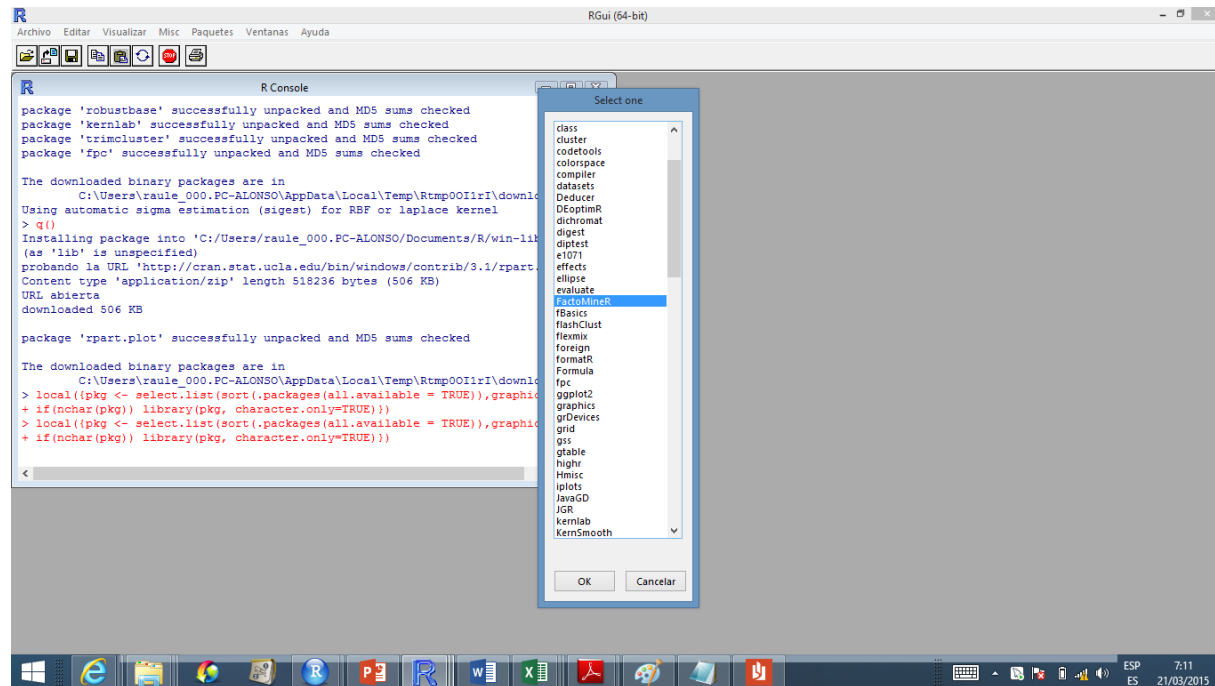 RGui (64-bit)
Archivo Editar Visualizar Misc Paquetes Ventanas Ayuda
R Console
package 'robustbase' successfully unpacked and MD5 sums checked
package 'kernlab' successfully unpacked and MD5 sums checked
package 'trimcluster' successfully unpacked and MD5 sums checked
package 'fpc' successfully unpacked and MD5 sums checked
The downloaded binary packages are in
C:\Users\raule_000.PC-ALONSO\AppData\Local\Temp\Rtmp0OI1rI\downlo
Using automatic sigma estimation (sigest) for RBF or laplace kernel
> q()
Installing package into 'C:/Users/raule_000.PC-ALONSO/Documents/R/win-lib
(as 'lib' is unspecified)
probando la URL 'http://cran.stat.ucla.edu/bin/windows/contrib/3.1/rpart.
Content type 'application/zip' length 518236 bytes (506 KB)
URL abierta
downloaded 506 KB
package 'rpart.plot' successfully unpacked and MD5 sums checked
The downloaded binary packages are in
C:\Users\raule_000.PC-ALONSO\AppData\Local\Temp\Rtmp0OI1rI\downlo
> local({pkg <- select.list(sort(.packages(all.available = TRUE)),graphic
+ if(nchar(pkg)) library(pkg, character.only=TRUE)})
> local({pkg <- select.list(sort(.packages(all.available = TRUE)),graphic
+ if(nchar(pkg)) library(pkg, character.only=TRUE)})
Select one
class
cluster
codetools
colorspace
compiler
datasets
Deducer
DEoptimR
dichromat
digest
diptest
e1071
effects
ellipse
evaluate
FactoMineR
fBasics
flashClust
flexmix
foreign
formatR
Formula
fpc
ggplot2
graphics
grDevices
grid
gss
gtable
highr
Hmisc
iplots
JavaGD
JGR
kernlab
KernSmooth
OK Cancelar
ESP 7:11
ES 21/03/2015